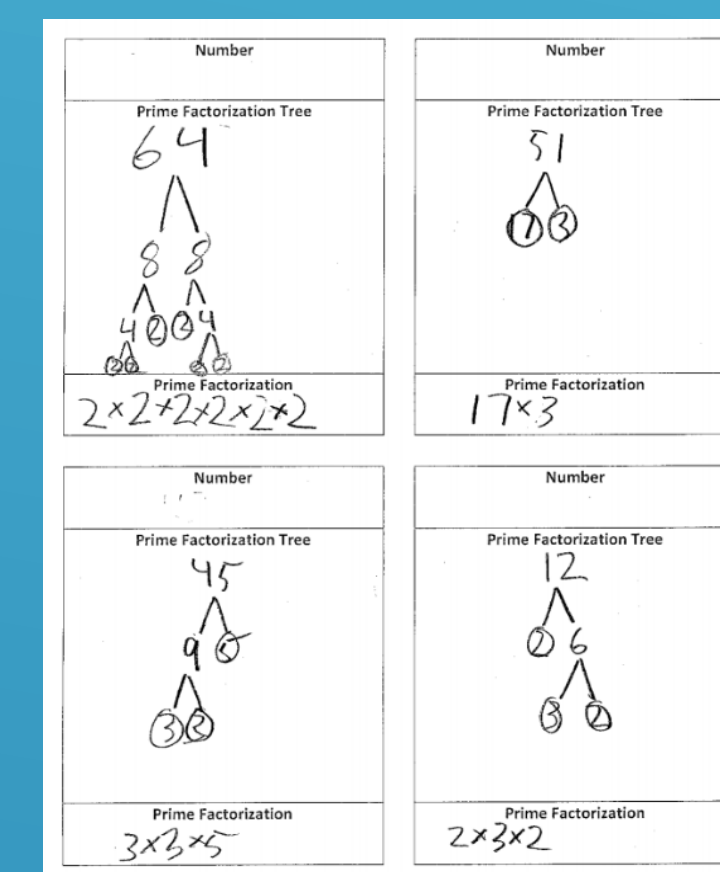 Number
Prime Factorization Tree
64
8 8
4 2 2 4
2 2 2 2
Prime Factorization
2×2×2×2×2×2
Number
Prime Factorization Tree
51
17 3
Prime Factorization
17×3
Number
Prime Factorization Tree
45
9 5
3 3
Prime Factorization
3×3×5
Number
Prime Factorization Tree
12
2 6
3 2
Prime Factorization
2×3×2